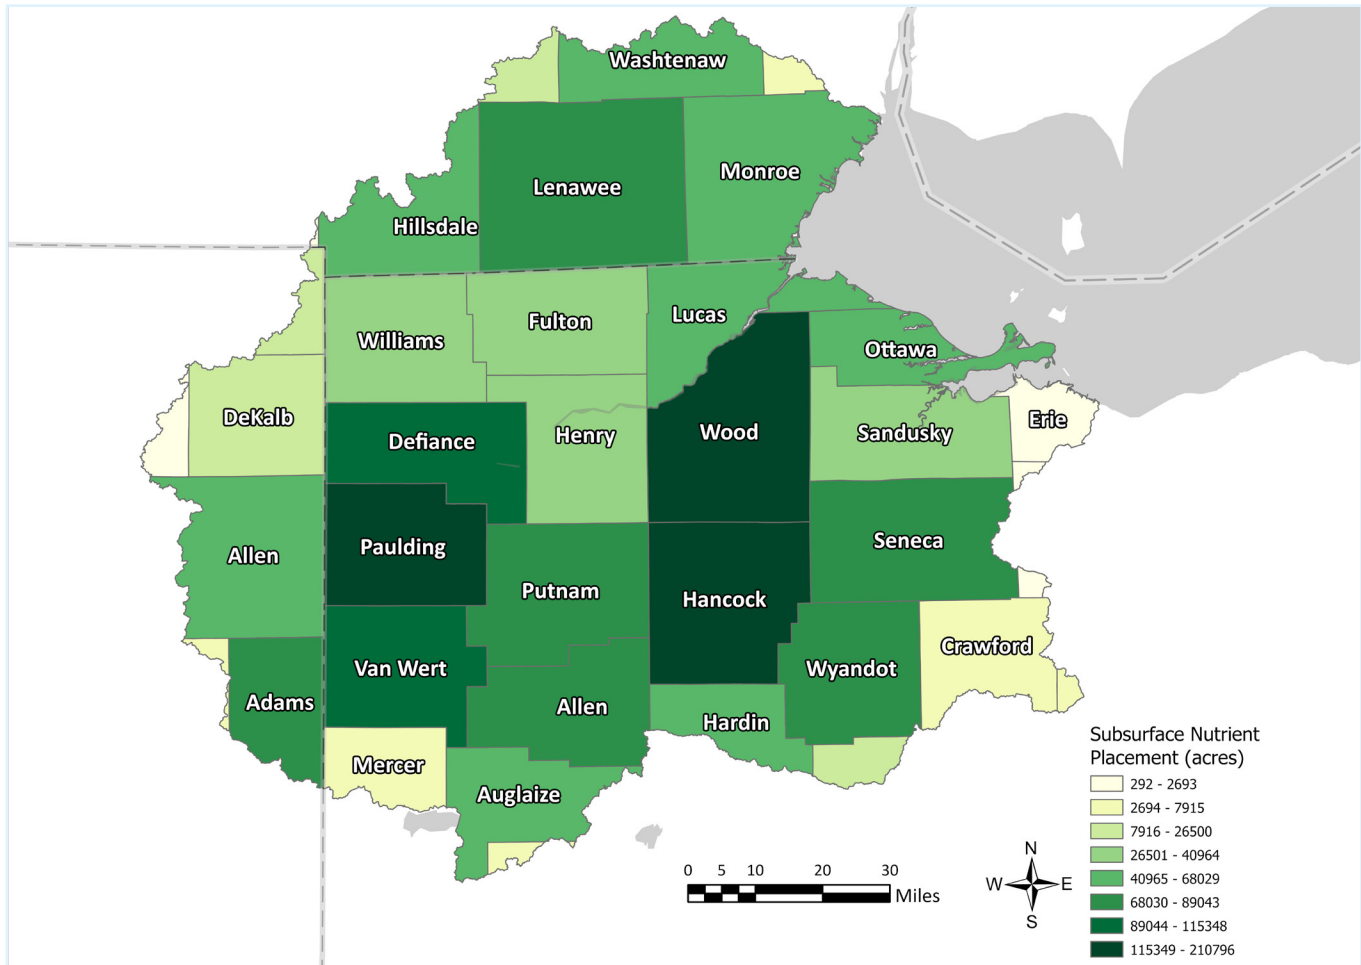 Washtenaw
Monroe
Lenawee
Hillsdale
Lucas
Fulton
Williams
Ottawa
DeKalb
Erie
Wood
Sandusky
Henry
Defiance
Seneca
Paulding
Allen
Putnam
Hancock
Crawford
Van Wert
Wyandot
Adams
Allen
Hardin
Mercer
Auglaize
Subsurface Nutrient
Placement (acres)
292 - 2693
2694 - 7915
7916 - 26500
26501 - 40964
40965 - 68029
68030 - 89043
89044 - 115348
115349 - 210796
0 5 10 20 30
Miles
N
W E
S